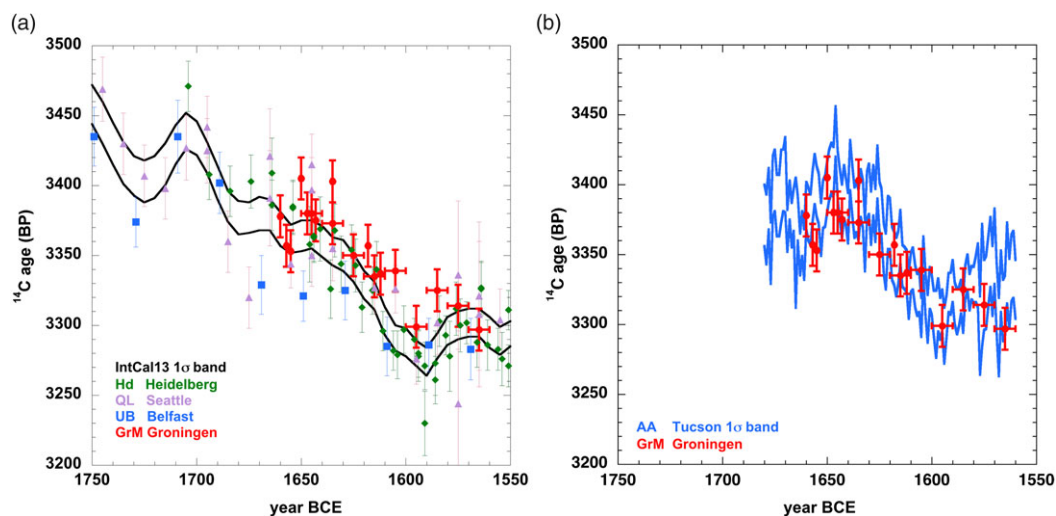 (a)
3500
3450
3400
3350
3300
3250
3200
¹⁴C age (BP)
IntCal13 1σ band
Hd Heidelberg
QL Seattle
UB Belfast
GrM Groningen
1750 1700 1650 1600 1550
year BCE
(b)
3500
3450
3400
3350
3300
3250
3200
¹⁴C age (BP)
AA Tucson 1σ band
GrM Groningen
1750 1700 1650 1600 1550
year BCE